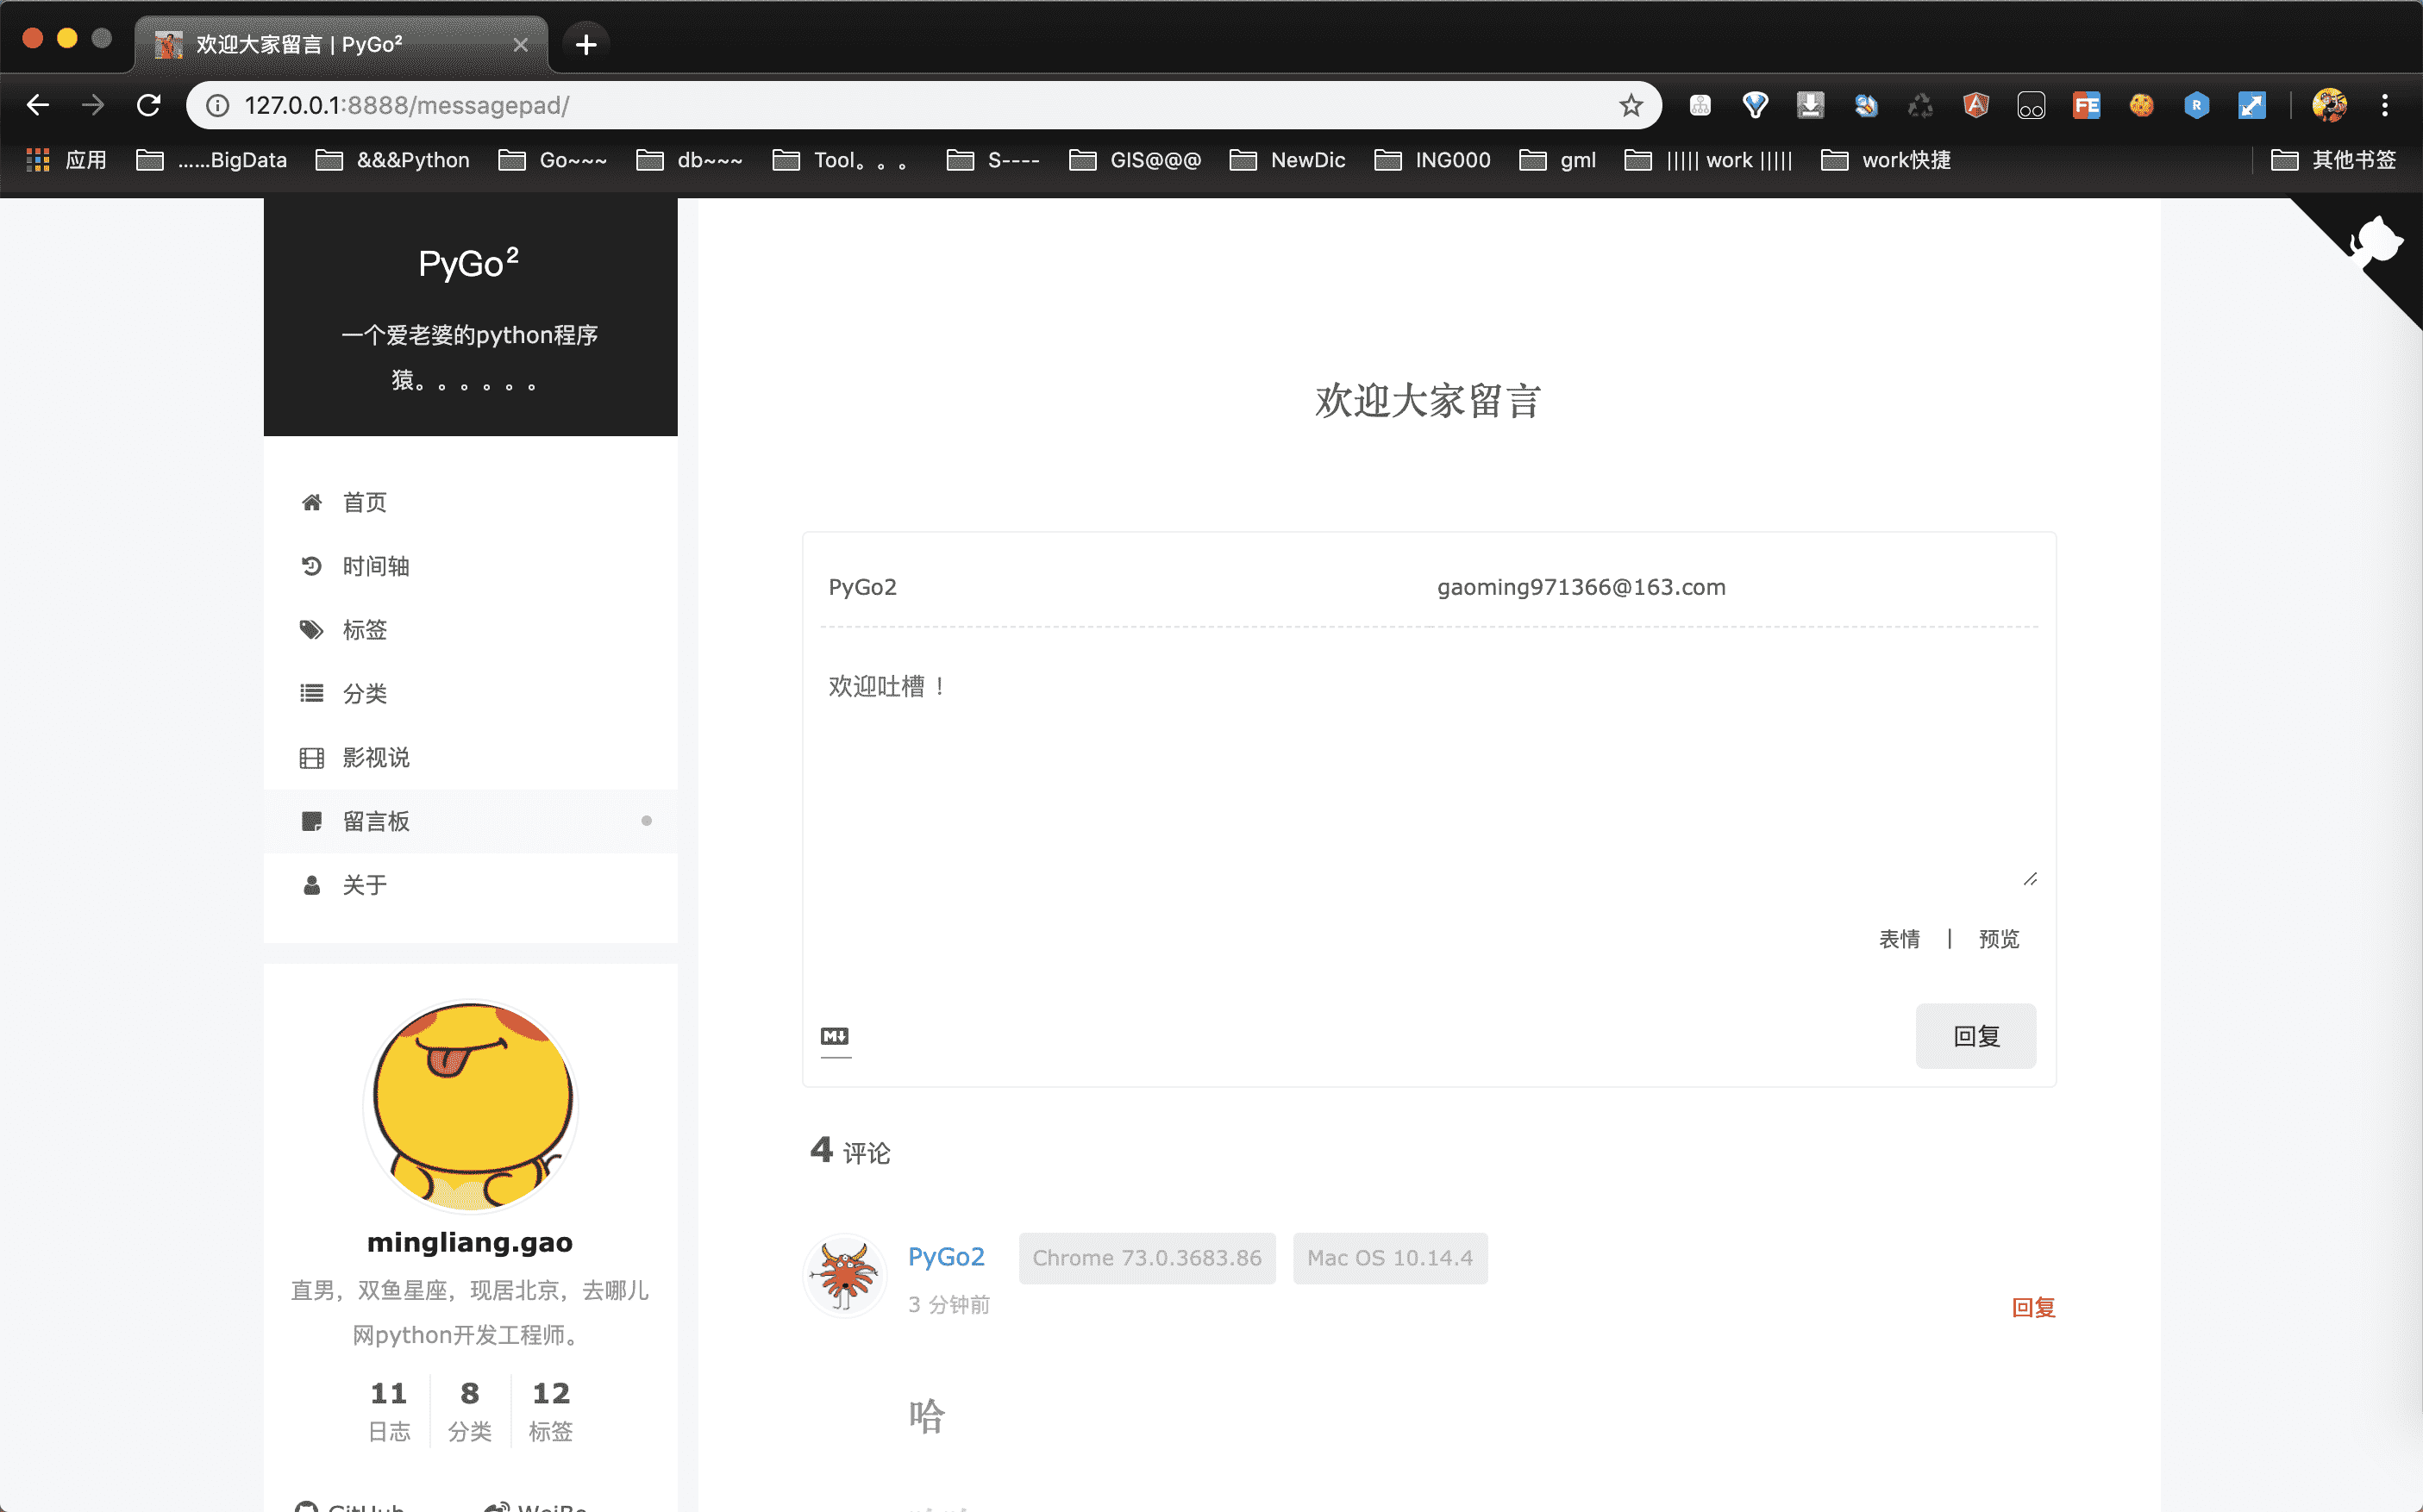 欢迎大家留言 | PyGo²
127.0.0.1:8888/messagepad/
应用 ......BigData &&&Python Go~~~ db~~~ Tool。。。 S---- GIS@@@ NewDic ING000 gml ||||| work ||||| work快捷 其他书签
PyGo²
一个爱老婆的python程序
猿。。。。。。
首页
时间轴
标签
分类
影视说
留言板
关于
mingliang.gao
直男，双鱼星座，现居北京，去哪儿
网python开发工程师。
11 8 12
日志 分类 标签
GitHub WeiBo
欢迎大家留言
PyGo2 gaoming971366@163.com
欢迎吐槽！
表情 | 预览
M↓
回复
4 评论
PyGo2 Chrome 73.0.3683.86 Mac OS 10.14.4
3 分钟前 回复
哈